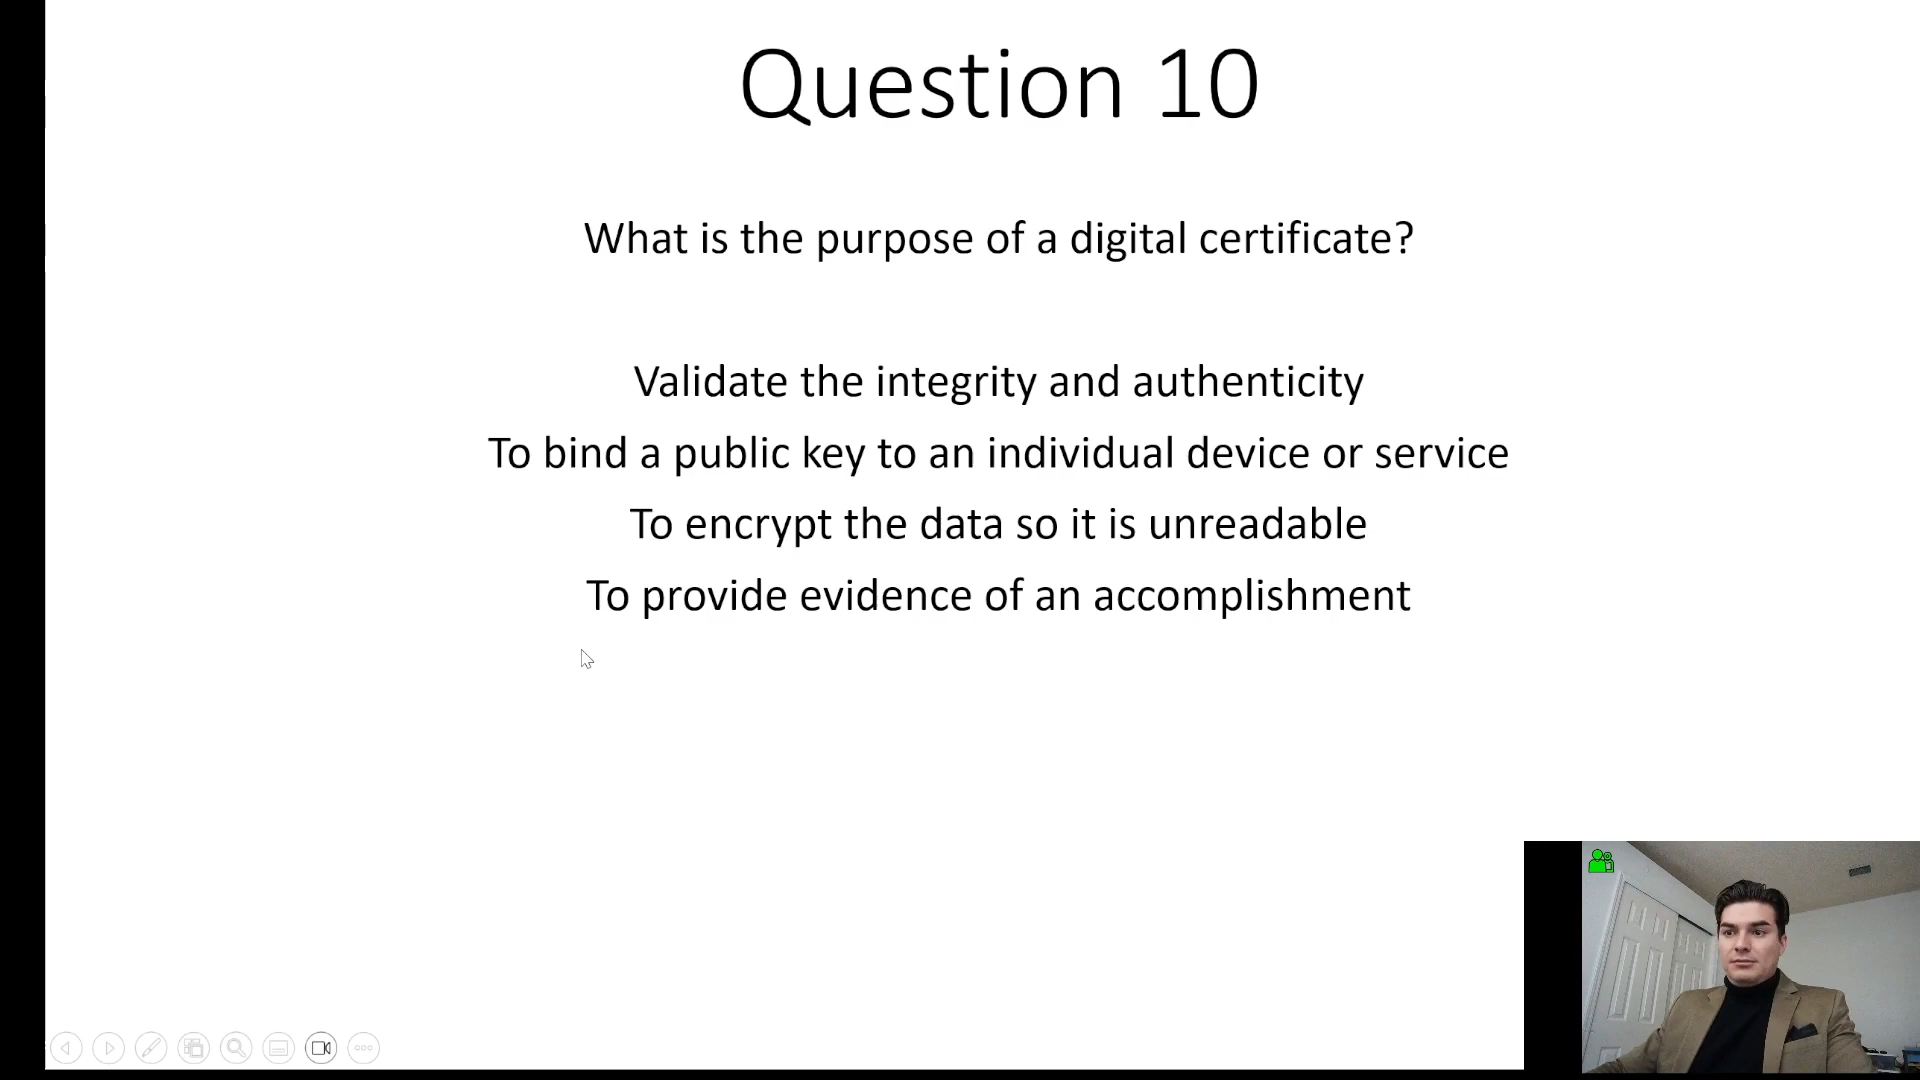 Question 10
What is the purpose of a digital certificate?
Validate the integrity and authenticity
To bind a public key to an individual device or service
To encrypt the data so it is unreadable
To provide evidence of an accomplishment